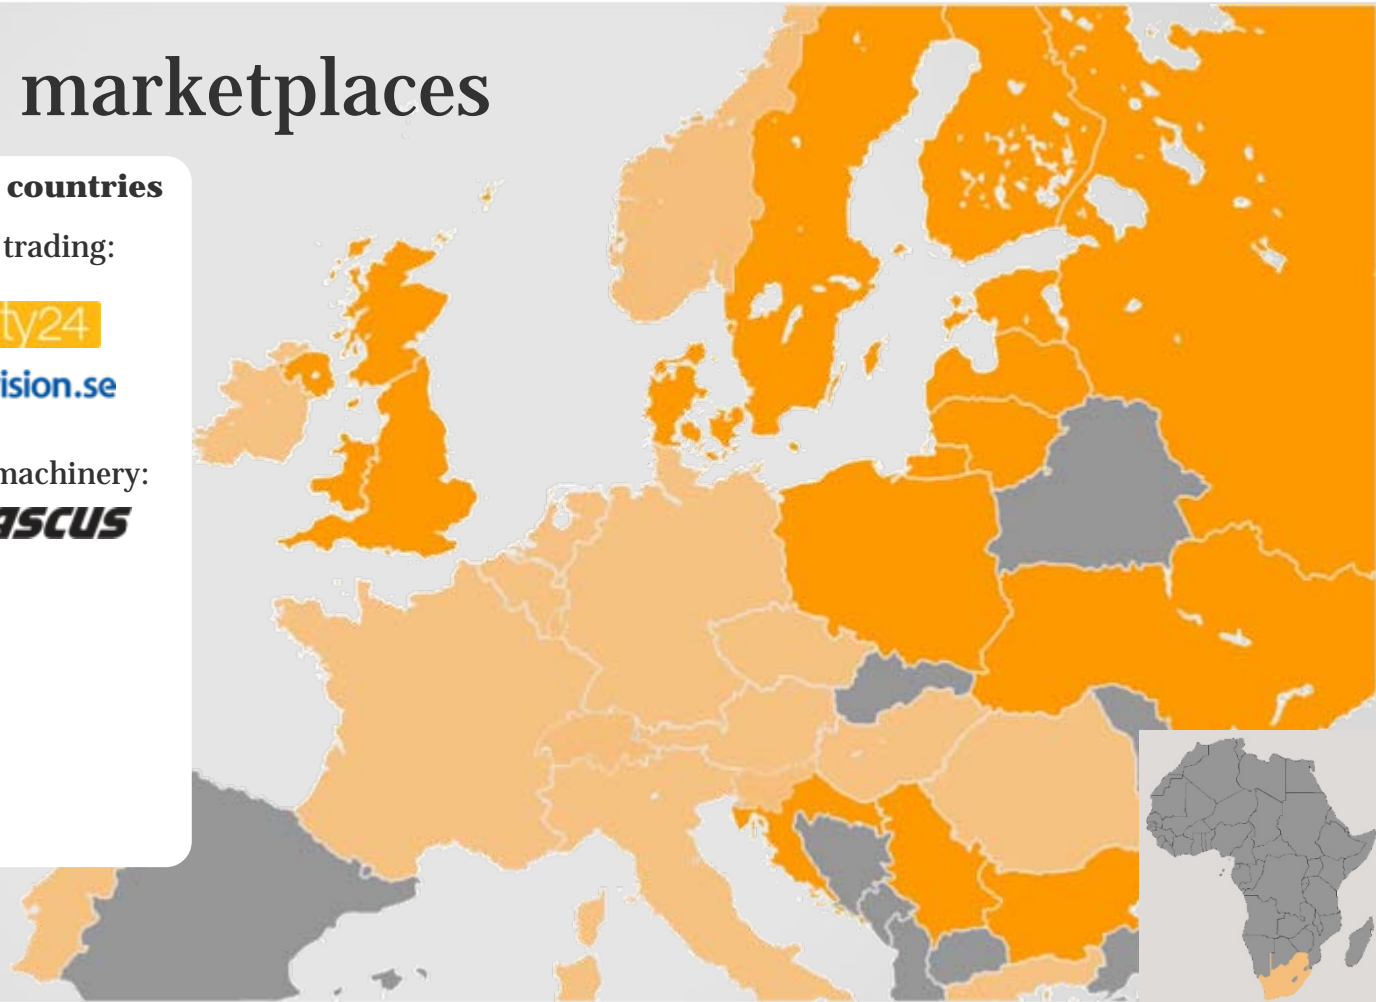 marketplaces
countries
trading:
ty24
ision.se
machinery:
ascus